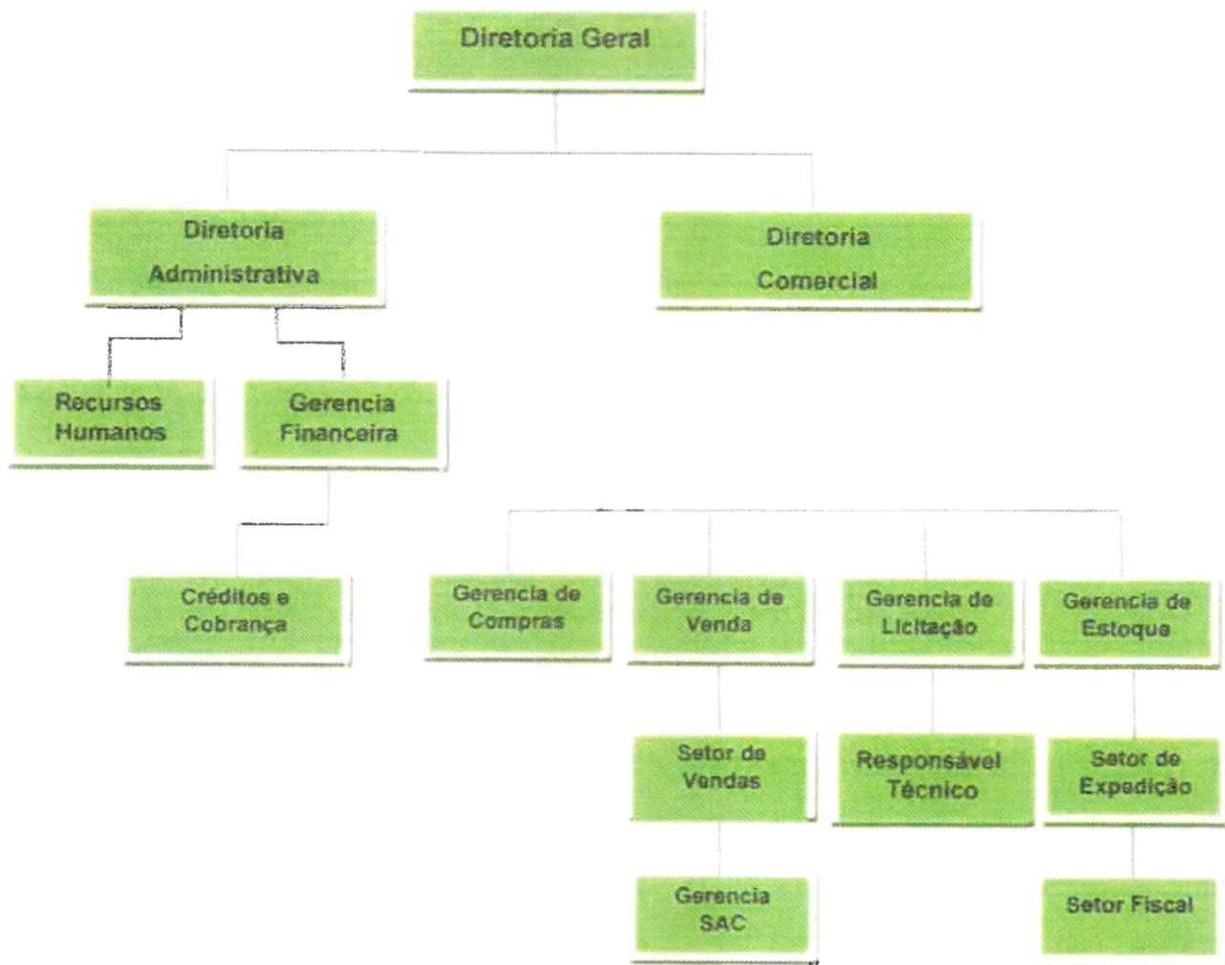 Diretoria Geral
Diretoria
Administrativa
Diretoria
Comercial
Recursos
Humanos
Gerencia
Financeira
Créditos e
Cobrança
Gerencia de
Compras
Gerencia de
Venda
Gerencia de
Licitação
Gerencia de
Estoque
Setor de
Vendas
Responsável
Técnico
Setor de
Expedição
Gerencia
SAC
Setor Fiscal